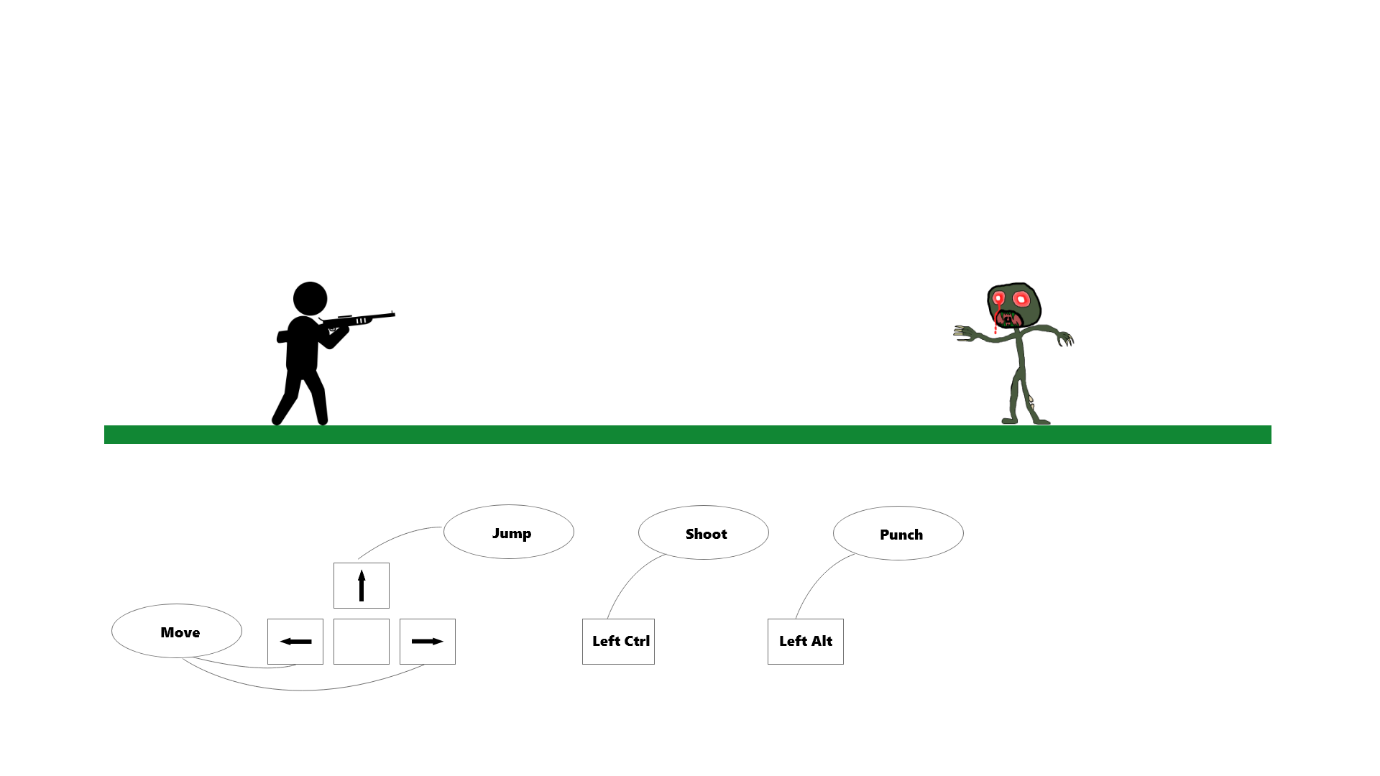 Jump
Shoot
Punch
Move
Left Ctrl
Left Alt